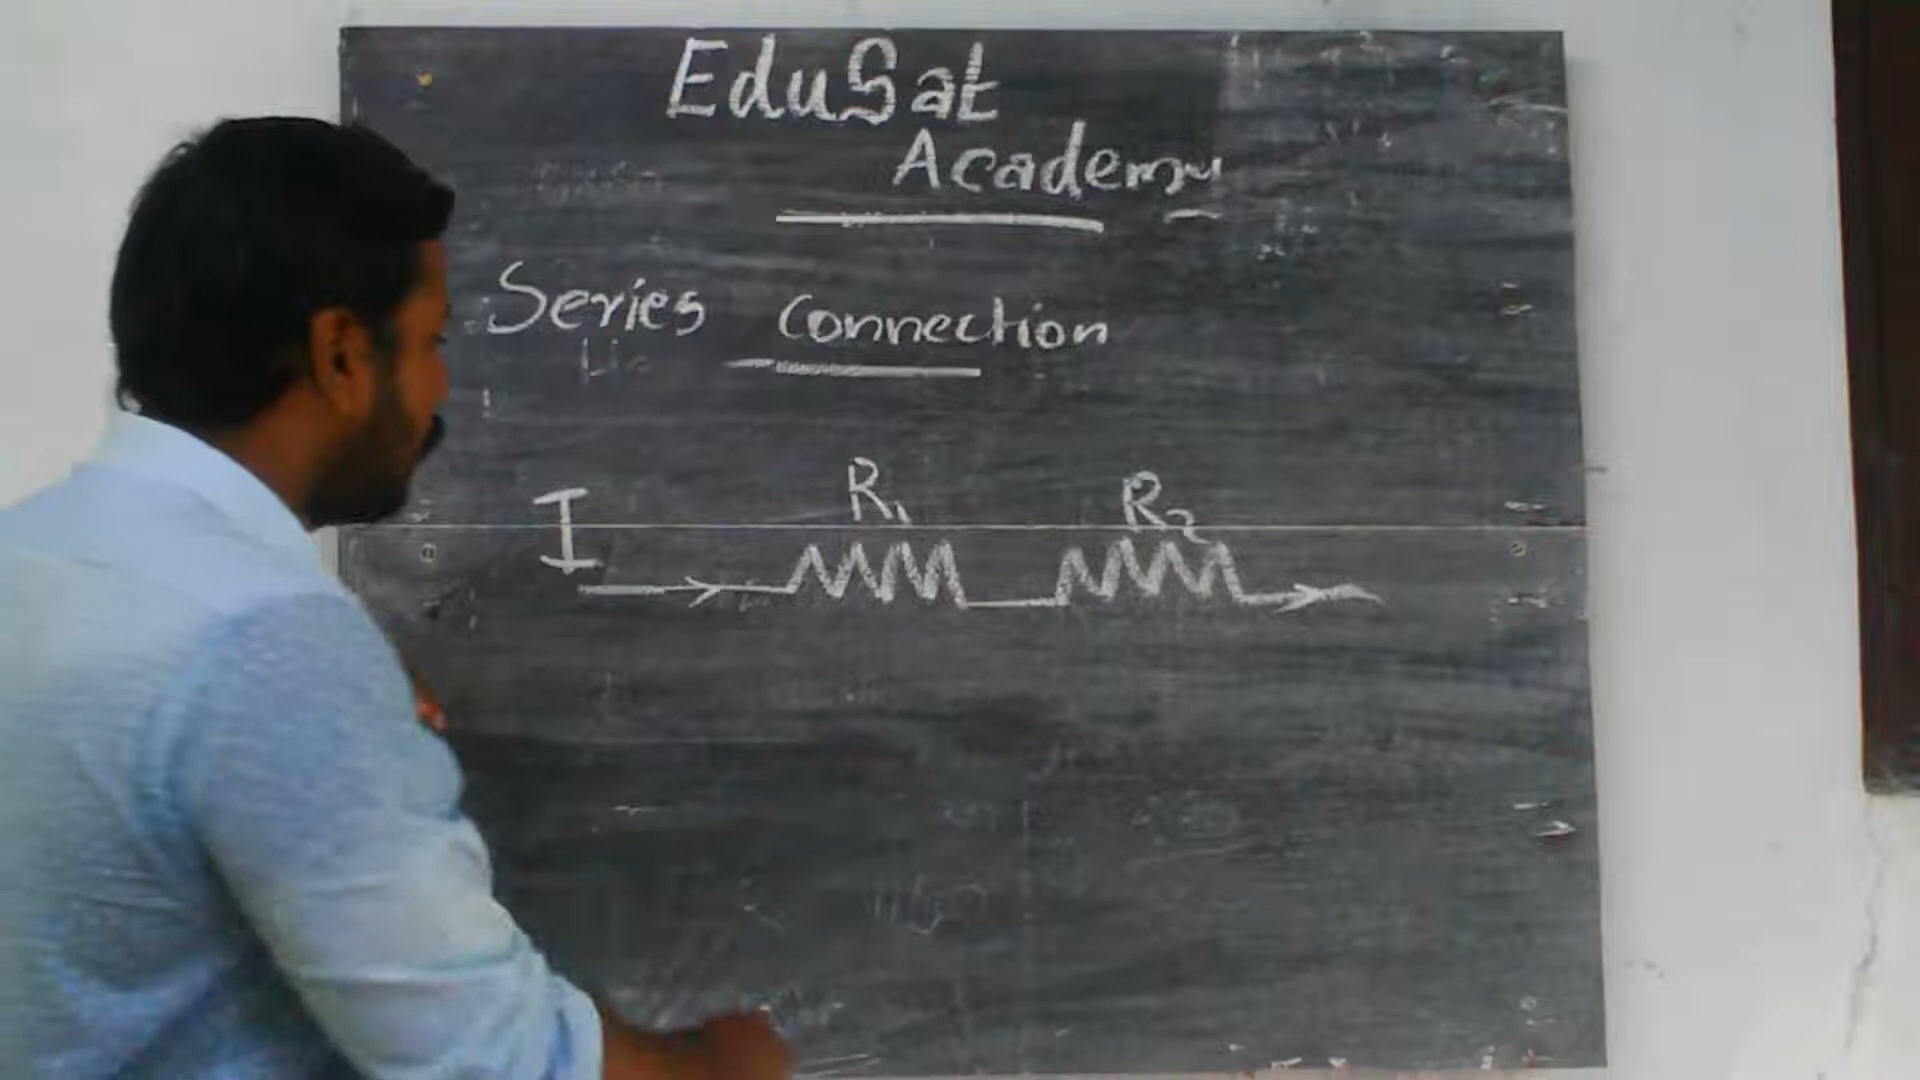 EduSat
Academy
Series Connection
I R₁ R₂